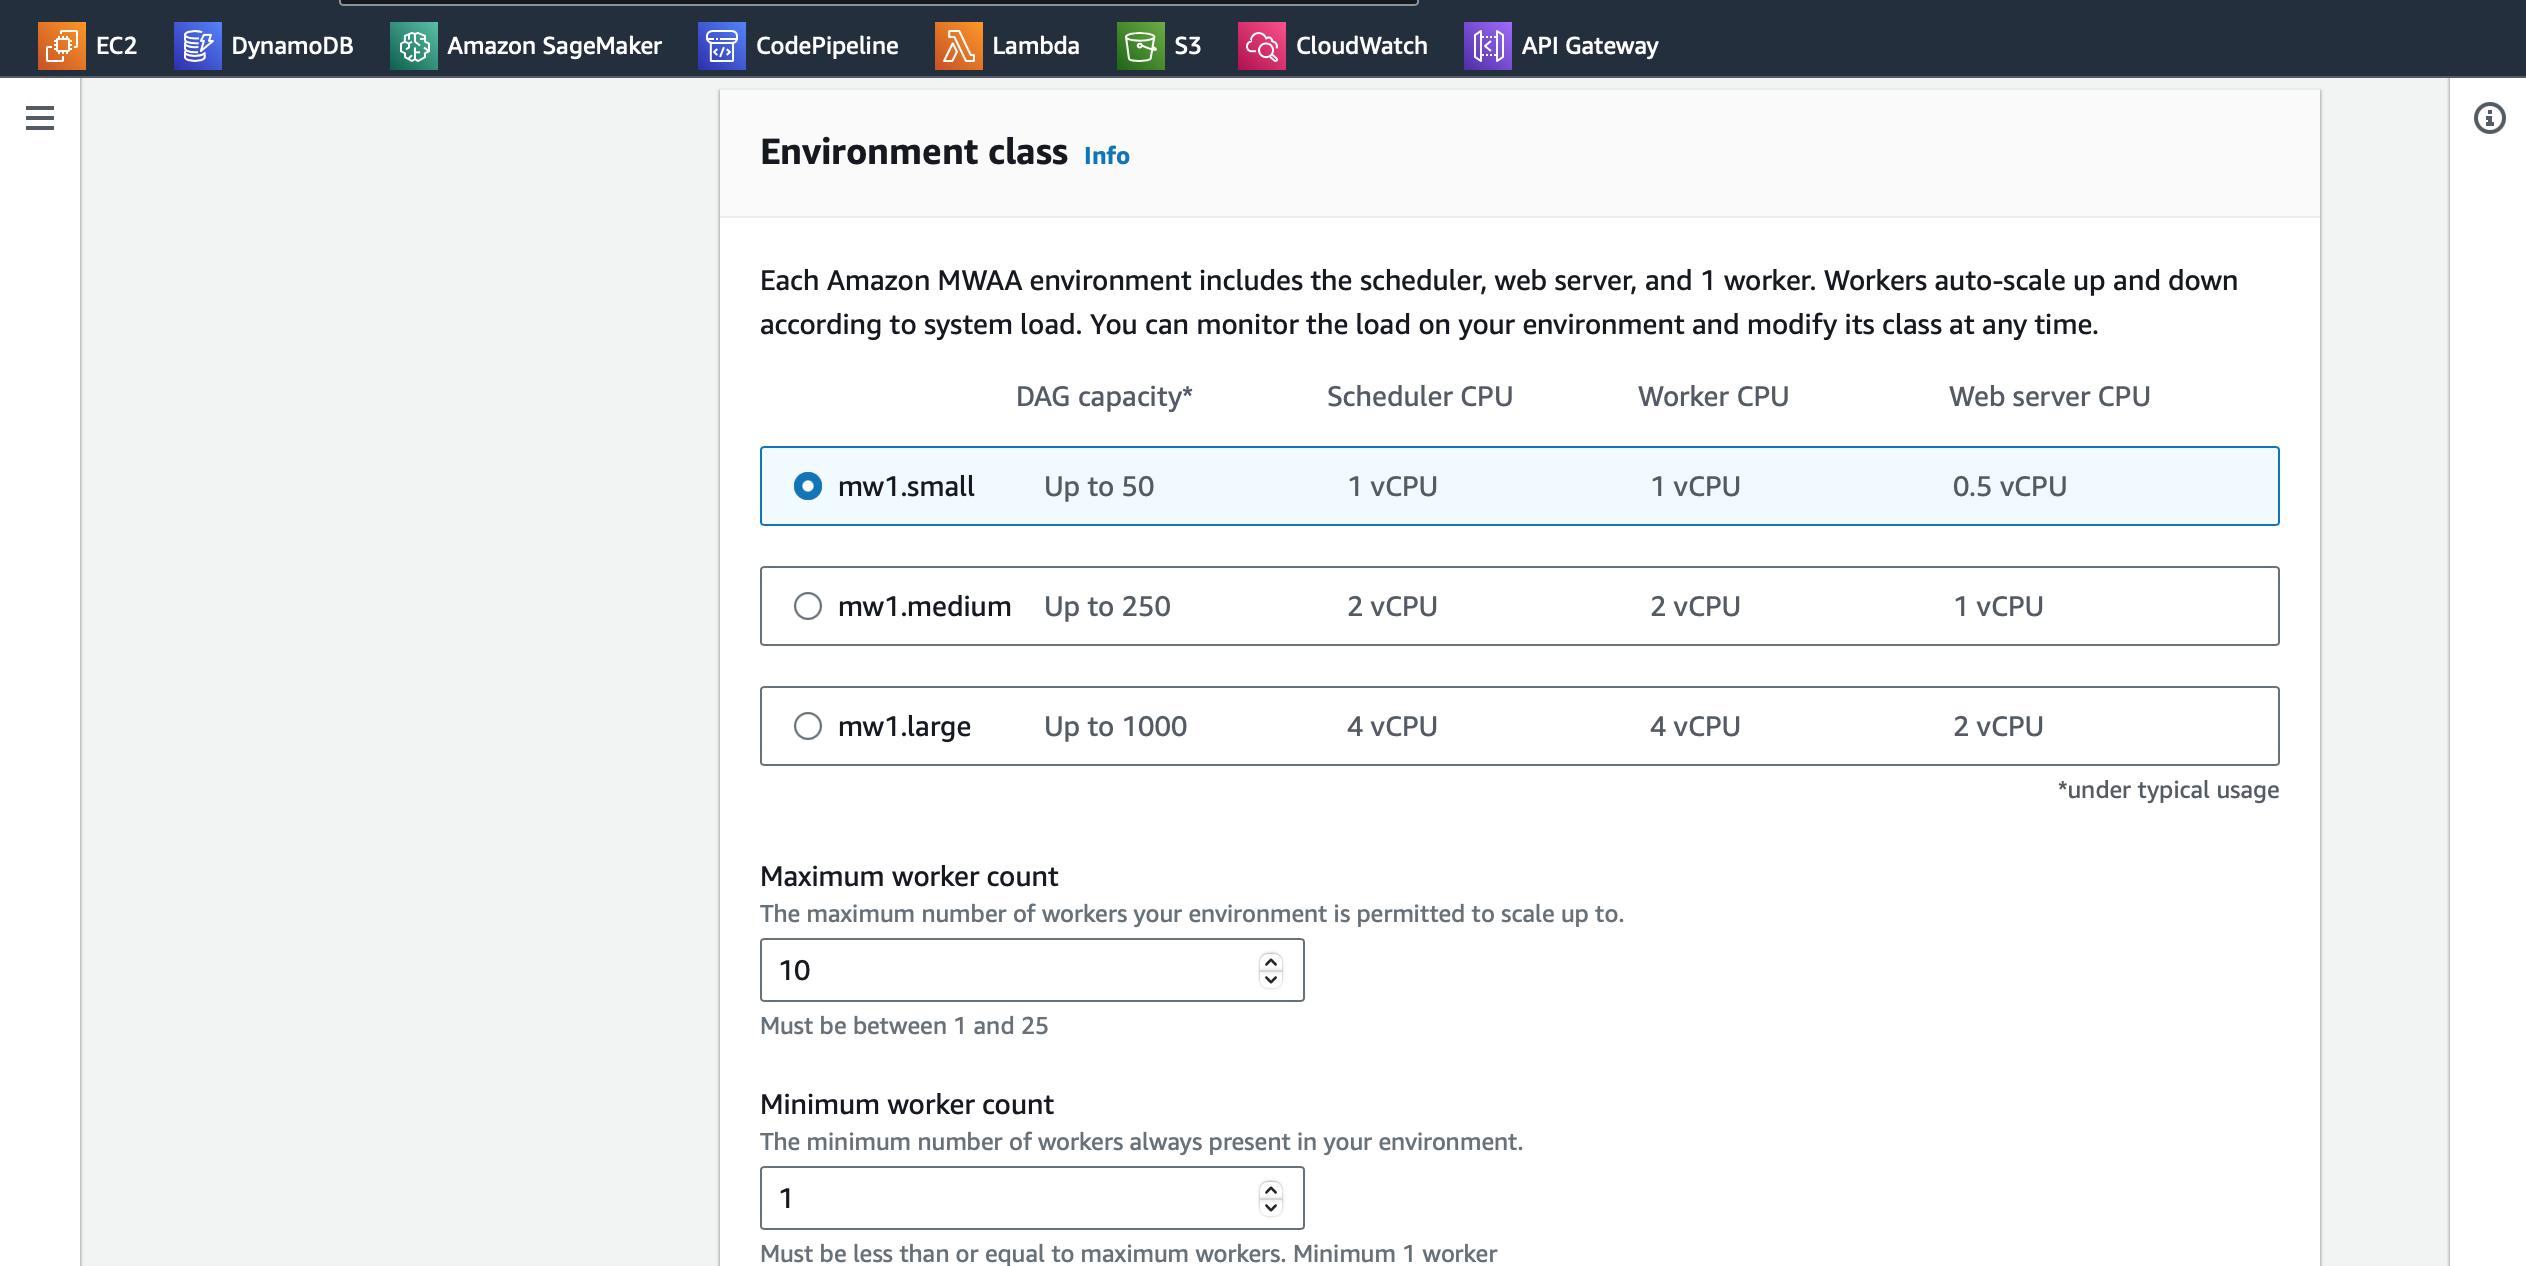 EC2 DynamoDB Amazon SageMaker CodePipeline Lambda S3 CloudWatch API Gateway
Environment class Info
Each Amazon MWAA environment includes the scheduler, web server, and 1 worker. Workers auto-scale up and down
according to system load. You can monitor the load on your environment and modify its class at any time.
DAG capacity* Scheduler CPU Worker CPU Web server CPU
mw1.small Up to 50 1 vCPU 1 vCPU 0.5 vCPU
mw1.medium Up to 250 2 vCPU 2 vCPU 1 vCPU
mw1.large Up to 1000 4 vCPU 4 vCPU 2 vCPU
*under typical usage
Maximum worker count
The maximum number of workers your environment is permitted to scale up to.
10
Must be between 1 and 25
Minimum worker count
The minimum number of workers always present in your environment.
1
Must be less than or equal to maximum workers. Minimum 1 worker